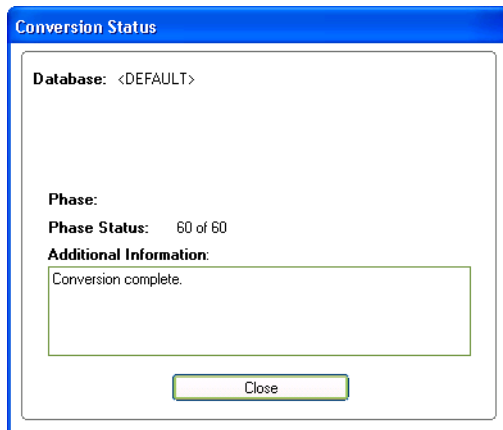 Conversion Status
Database: <DEFAULT>
Phase:
Phase Status: 60 of 60
Additional Information:
Conversion complete.
Close